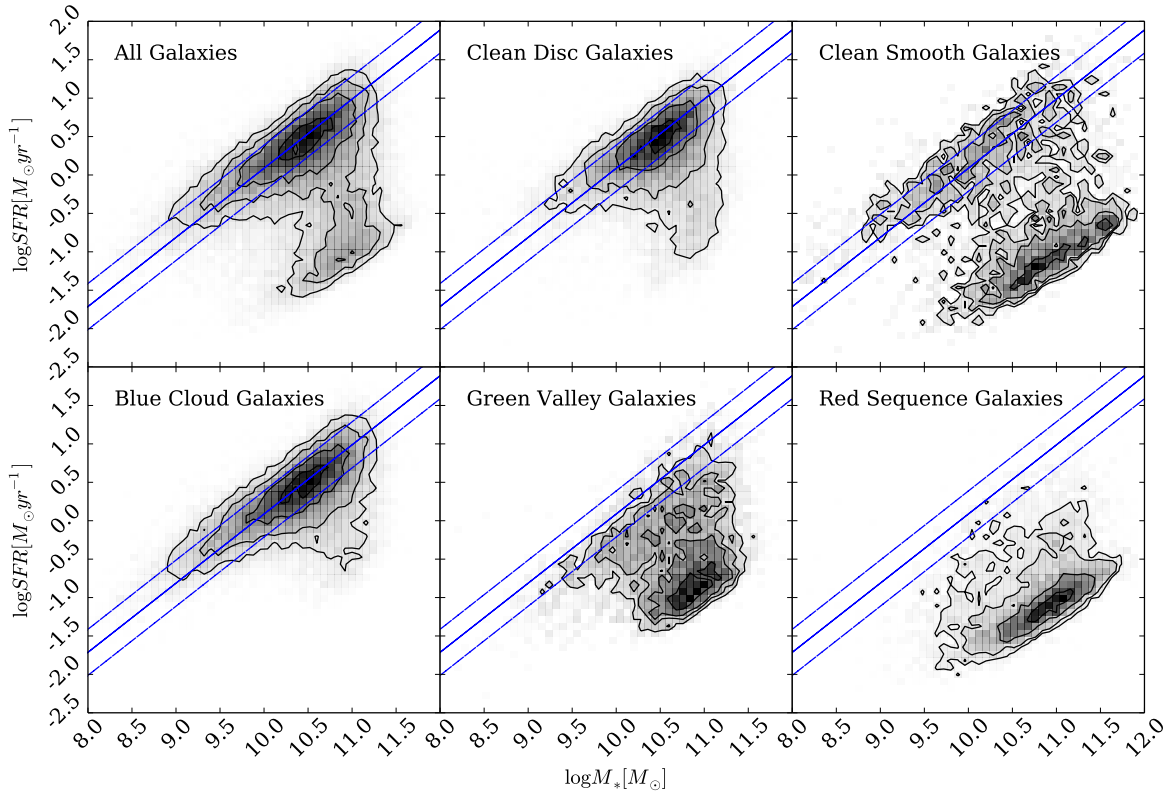 All Galaxies
Clean Disc Galaxies
Clean Smooth Galaxies
2.0
1.5
1.0
0.5
0.0
-0.5
-1.0
-1.5
-2.0
-2.5
logSFR[M⊙yr⁻¹]
Blue Cloud Galaxies
Green Valley Galaxies
Red Sequence Galaxies
1.5
1.0
0.5
0.0
-0.5
-1.0
-1.5
-2.0
-2.5
logSFR[M⊙yr⁻¹]
8.0 8.5 9.0 9.5 10.0 10.5 11.0 11.5 8.0 8.5 9.0 9.5 10.0 10.5 11.0 11.5 8.0 8.5 9.0 9.5 10.0 10.5 11.0 11.5 12.0
logM*[M⊙]